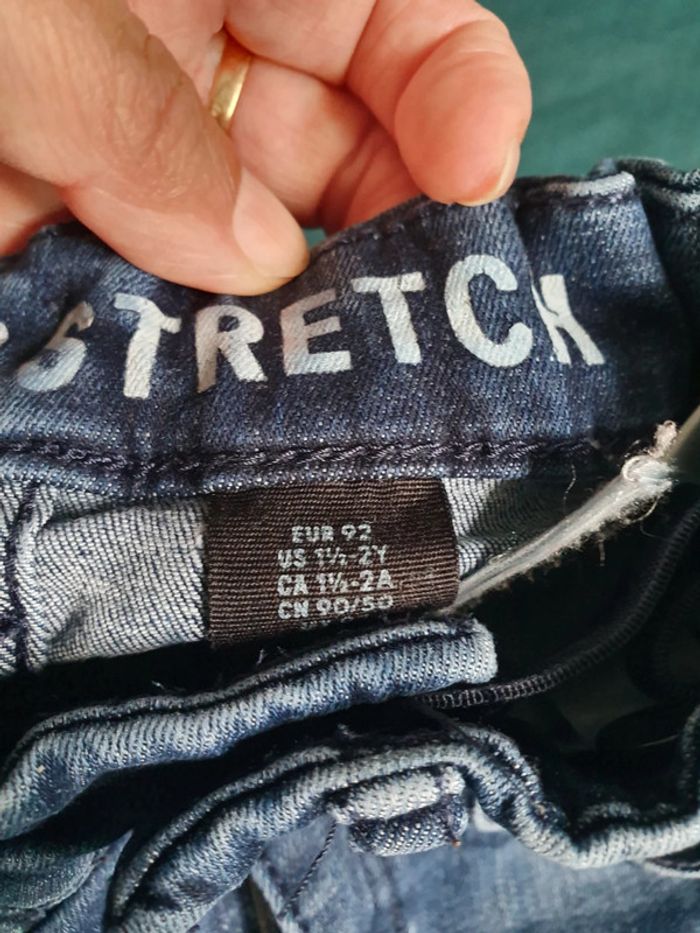 STRETCH
EUR 92
US 1½-2Y
CA 1½-2A
CN 90/50